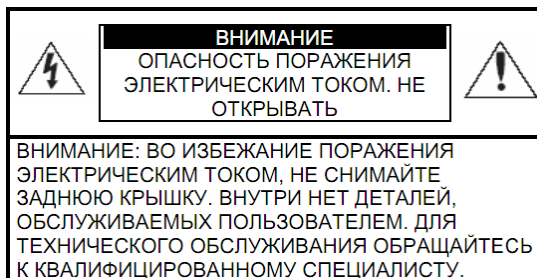 ВНИМАНИЕ
ОПАСНОСТЬ ПОРАЖЕНИЯ
ЭЛЕКТРИЧЕСКИМ ТОКОМ. НЕ
ОТКРЫВАТЬ
ВНИМАНИЕ: ВО ИЗБЕЖАНИЕ ПОРАЖЕНИЯ
ЭЛЕКТРИЧЕСКИМ ТОКОМ, НЕ СНИМАЙТЕ
ЗАДНЮЮ КРЫШКУ. ВНУТРИ НЕТ ДЕТАЛЕЙ,
ОБСЛУЖИВАЕМЫХ ПОЛЬЗОВАТЕЛЕМ. ДЛЯ
ТЕХНИЧЕСКОГО ОБСЛУЖИВАНИЯ ОБРАЩАЙТЕСЬ
К КВАЛИФИЦИРОВАННОМУ СПЕЦИАЛИСТУ.